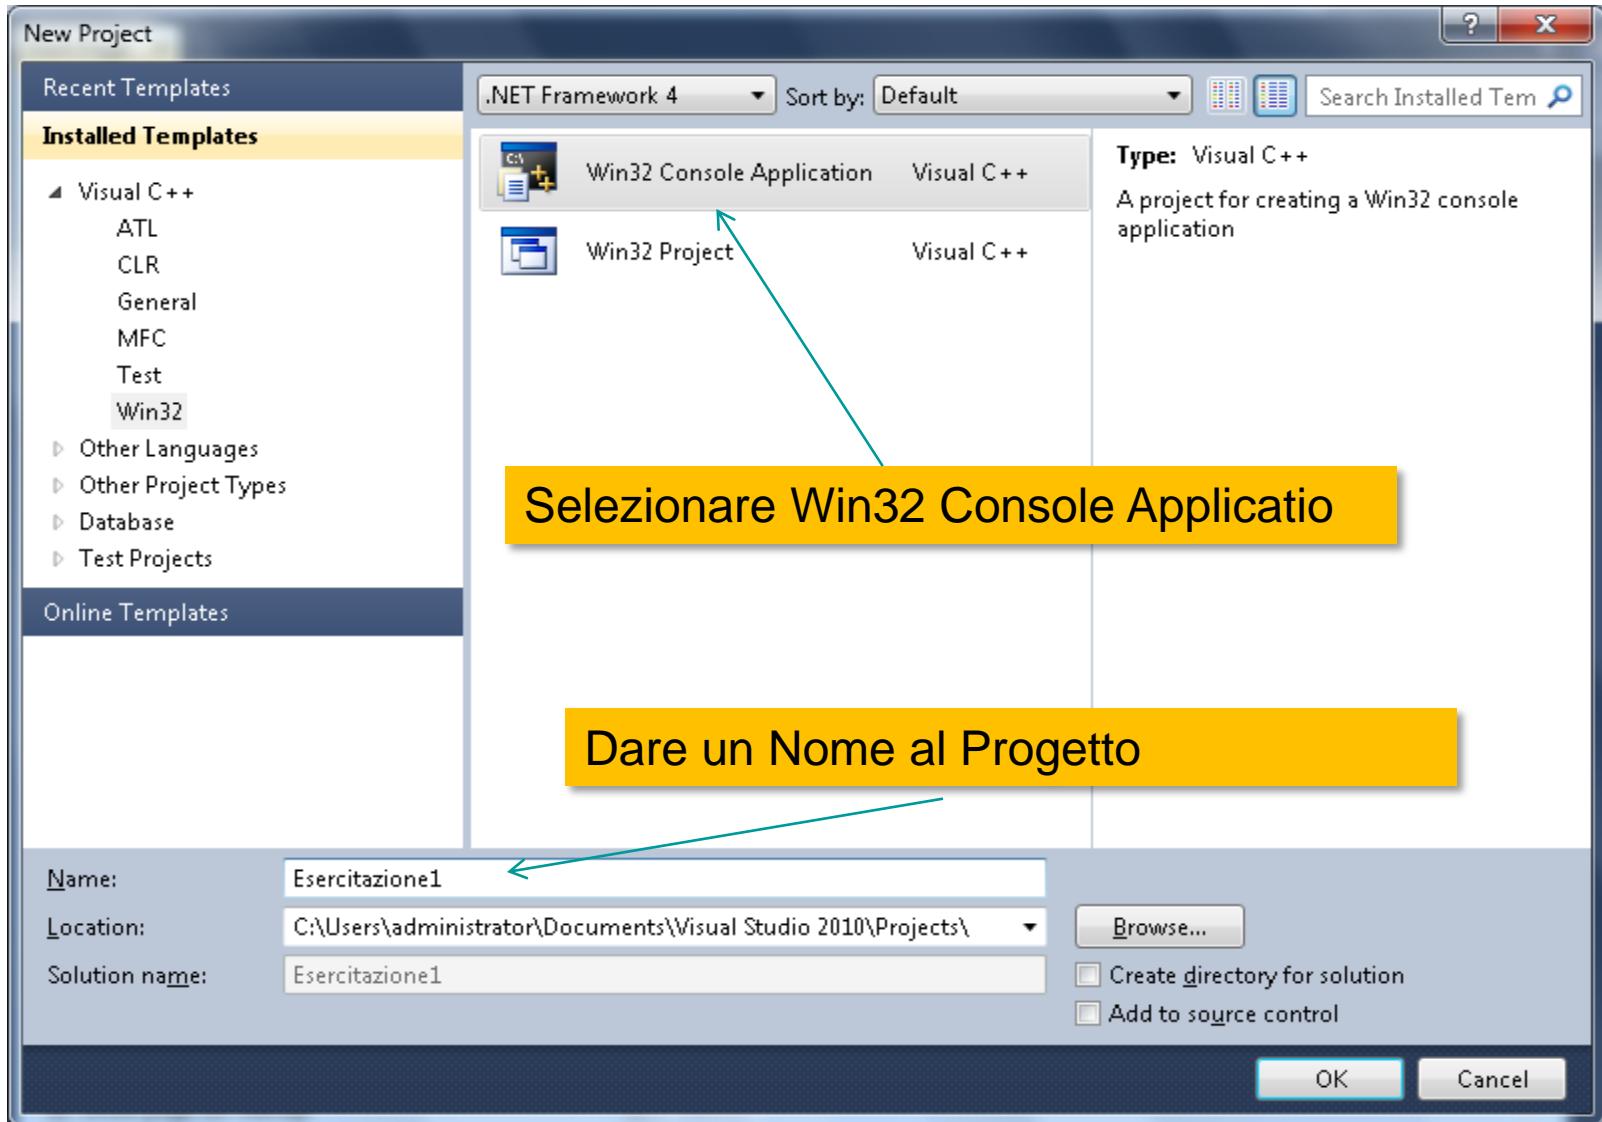 New Project
?
Recent Templates
Installed Templates
Visual C++
ATL
CLR
General
MFC
Test
Win32
Other Languages
Other Project Types
Database
Test Projects
Online Templates
.NET Framework 4
Sort by:
Default
Search Installed Tem
C:\
Win32 Console Application Visual C++
Win32 Project Visual C++
Type: Visual C++
A project for creating a Win32 console
application
Selezionare Win32 Console Applicatio
Dare un Nome al Progetto
Name: Esercitazione1
Location: C:\Users\administrator\Documents\Visual Studio 2010\Projects\
Browse...
Solution name: Esercitazione1
Create directory for solution
Add to source control
OK
Cancel